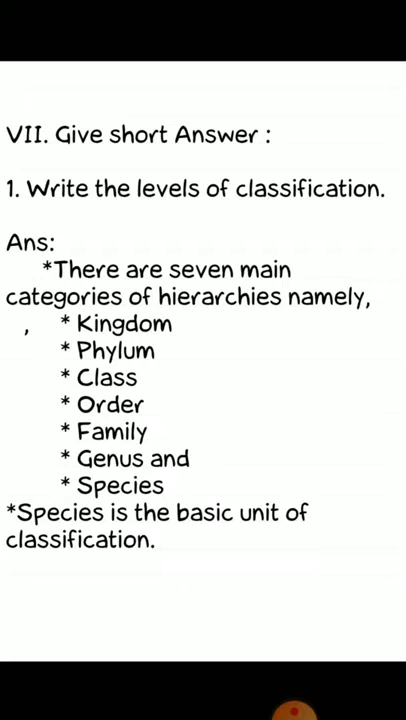 VII. Give short Answer :
1. Write the levels of classification.
Ans:
*There are seven main
categories of hierarchies namely,
, * Kingdom
* Phylum
* Class
* Order
* Family
* Genus and
* Species
*Species is the basic unit of
classification.